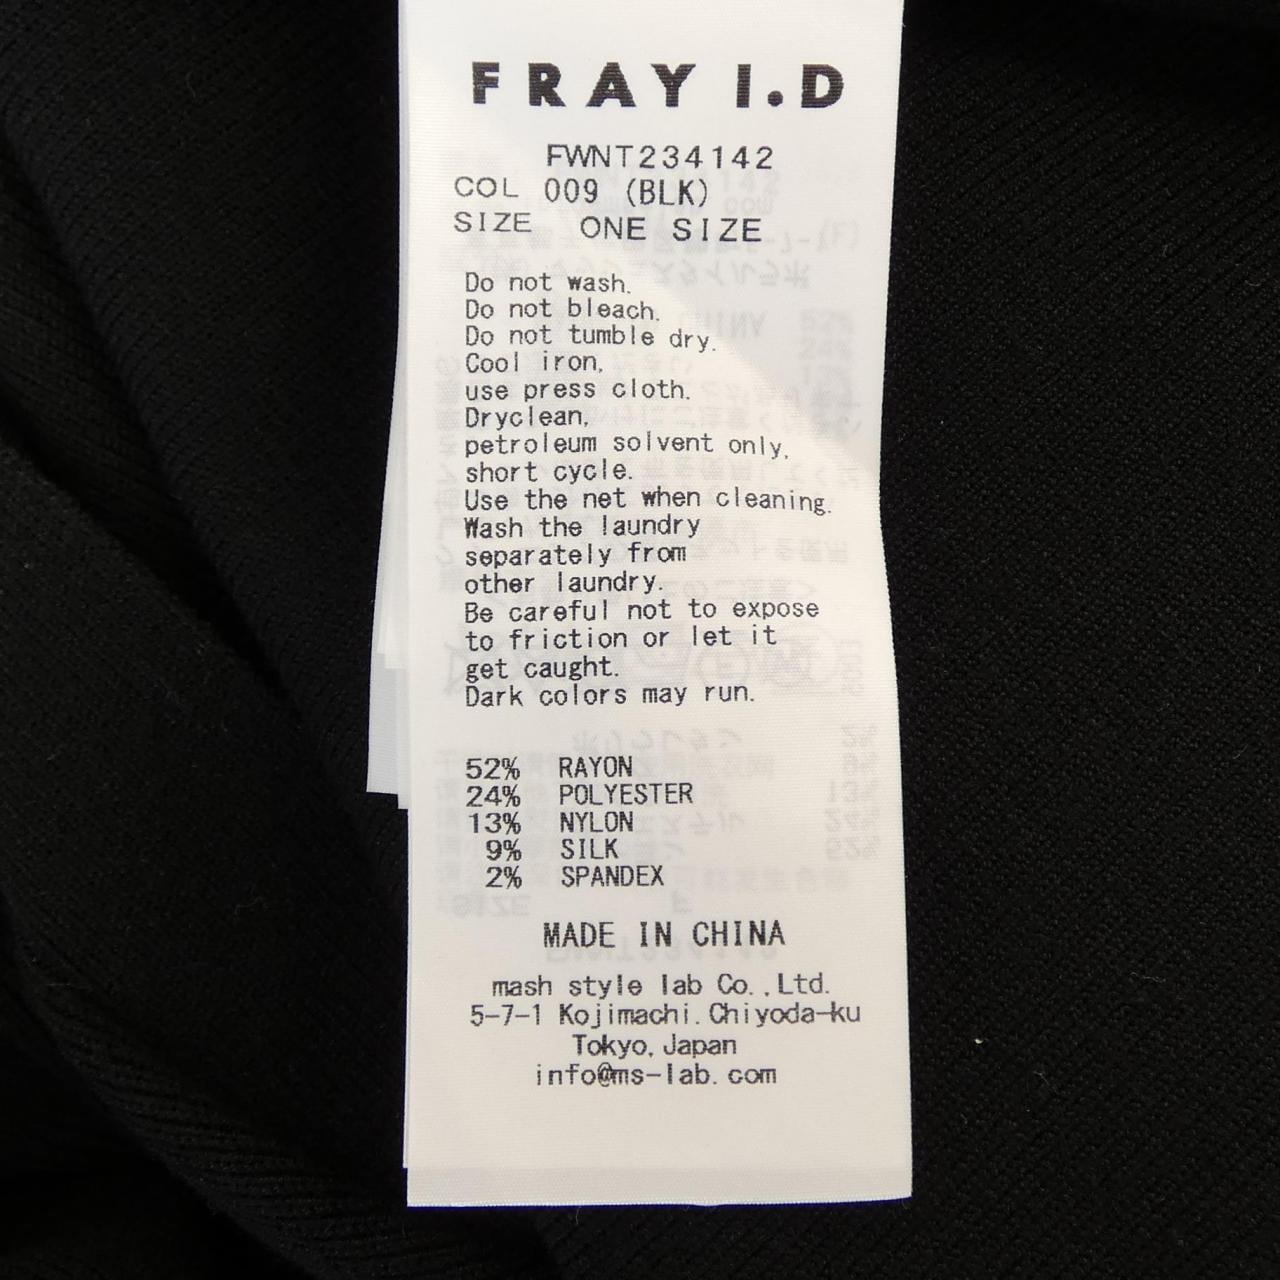 FRAY I.D
FWNT234142
COL 009 (BLK)
SIZE ONE SIZE
Do not wash.
Do not bleach.
Do not tumble dry.
Cool iron,
use press cloth.
Dryclean,
petroleum solvent only,
short cycle.
Use the net when cleaning.
Wash the laundry
separately from
other laundry.
Be careful not to expose
to friction or let it
get caught.
Dark colors may run.
52% RAYON
24% POLYESTER
13% NYLON
9% SILK
2% SPANDEX
MADE IN CHINA
mash style lab Co.,Ltd.
5-7-1 Kojimachi.Chiyoda-ku
Tokyo,Japan
info@ms-lab.com